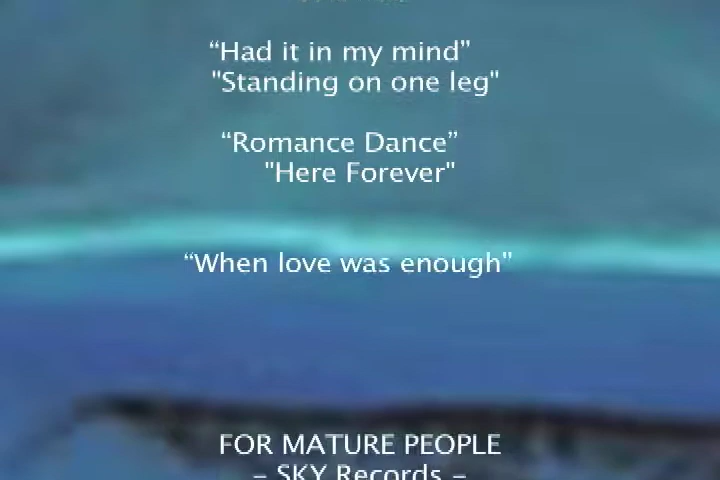 “Had it in my mind”
"Standing on one leg"
“Romance Dance”
"Here Forever"
“When love was enough"
FOR MATURE PEOPLE
- SKY Records -